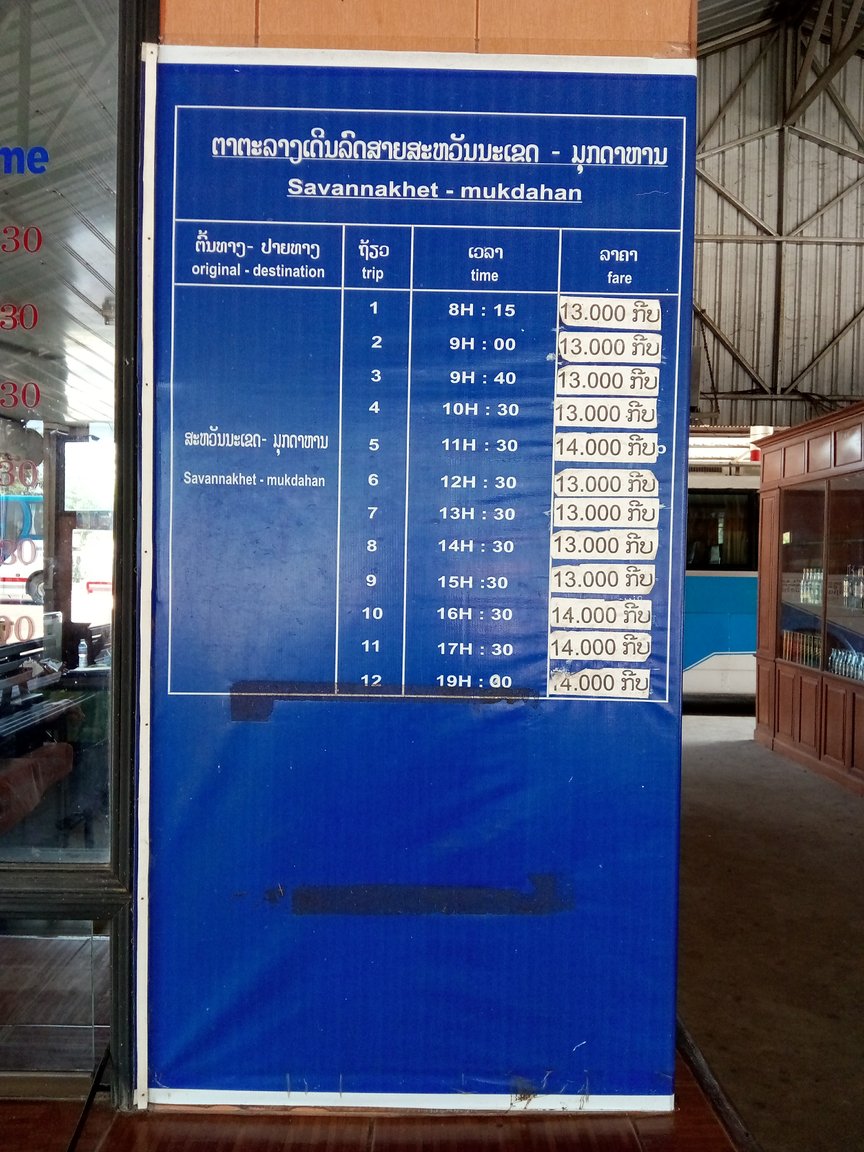 me
30
30
30
30
30
00
ຕາຕະລາງເດີນລົດສາຍສະຫວັນນະເຂດ - ມຸກດາຫານ
Savannakhet - mukdahan
ຕົ້ນທາງ- ປາຍທາງ ຖ້ຽວ ເວລາ ລາຄາ
original - destination trip time fare
1 8H : 15 13.000 ກີບ
2 9H : 00 13.000 ກີບ
3 9H : 40 13.000 ກີບ
4 10H : 30 13.000 ກີບ
ສະຫວັນນະເຂດ- ມຸກດາຫານ 5 11H : 30 14.000 ກີບ
Savannakhet - mukdahan 6 12H : 30 13.000 ກີບ
7 13H : 30 13.000 ກີບ
8 14H : 30 13.000 ກີບ
9 15H :30 13.000 ກີບ
10 16H : 30 14.000 ກີບ
11 17H : 30 14.000 ກີບ
12 19H : 00 14.000 ກີບ